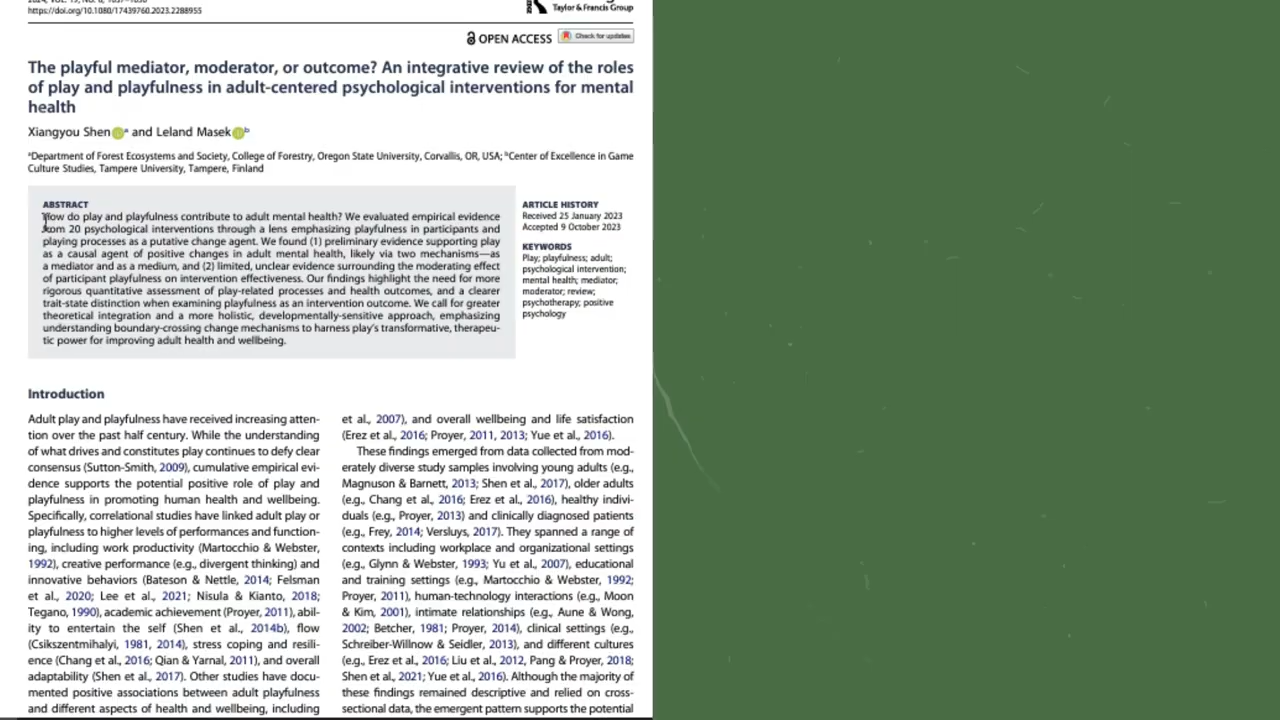 https://doi.org/10.1080/17439760.2023.2288955
Taylor & Francis Group
OPEN ACCESS
Check for updates
The playful mediator, moderator, or outcome? An integrative review of the roles
of play and playfulness in adult-centered psychological interventions for mental
health
Xiangyou Shen a and Leland Masek b
aDepartment of Forest Ecosystems and Society, College of Forestry, Oregon State University, Corvallis, OR, USA; bCenter of Excellence in Game
Culture Studies, Tampere University, Tampere, Finland
ABSTRACT
How do play and playfulness contribute to adult mental health? We evaluated empirical evidence
from 20 psychological interventions through a lens emphasizing playfulness in participants and
playing processes as a putative change agent. We found (1) preliminary evidence supporting play
as a causal agent of positive changes in adult mental health, likely via two mechanisms—as
a mediator and as a medium, and (2) limited, unclear evidence surrounding the moderating effect
of participant playfulness on intervention effectiveness. Our findings highlight the need for more
rigorous quantitative assessment of play-related processes and health outcomes, and a clearer
trait-state distinction when examining playfulness as an intervention outcome. We call for greater
theoretical integration and a more holistic, developmentally-sensitive approach, emphasizing
understanding boundary-crossing change mechanisms to harness play's transformative, therapeu-
tic power for improving adult health and wellbeing.
ARTICLE HISTORY
Received 25 January 2023
Accepted 9 October 2023
KEYWORDS
Play; playfulness; adult;
psychological intervention;
mental health; mediator;
moderator; review;
psychotherapy; positive
psychology
Introduction
Adult play and playfulness have received increasing atten-
tion over the past half century. While the understanding
of what drives and constitutes play continues to defy clear
consensus (Sutton-Smith, 2009), cumulative empirical evi-
dence supports the potential positive role of play and
playfulness in promoting human health and wellbeing.
Specifically, correlational studies have linked adult play or
playfulness to higher levels of performances and function-
ing, including work productivity (Martocchio & Webster,
1992), creative performance (e.g., divergent thinking) and
innovative behaviors (Bateson & Nettle, 2014; Felsman
et al., 2020; Lee et al., 2021; Nisula & Kianto, 2018;
Tegano, 1990), academic achievement (Proyer, 2011), abil-
ity to entertain the self (Shen et al., 2014b), flow
(Csikszentmihalyi, 1981, 2014), stress coping and resili-
ence (Chang et al., 2016; Qian & Yarnal, 2011), and overall
adaptability (Shen et al., 2017). Other studies have docu-
mented positive associations between adult playfulness
and different aspects of health and wellbeing, including
et al., 2007), and overall wellbeing and life satisfaction
(Erez et al., 2016; Proyer, 2011, 2013; Yue et al., 2016).
These findings emerged from data collected from mod-
erately diverse study samples involving young adults (e.g.,
Magnuson & Barnett, 2013; Shen et al., 2017), older adults
(e.g., Chang et al., 2016; Erez et al., 2016), healthy indivi-
duals (e.g., Proyer, 2013) and clinically diagnosed patients
(e.g., Frey, 2014; Versluys, 2017). They spanned a range of
contexts including workplace and organizational settings
(e.g., Glynn & Webster, 1993; Yu et al., 2007), educational
and training settings (e.g., Martocchio & Webster, 1992;
Proyer, 2011), human-technology interactions (e.g., Moon
& Kim, 2001), intimate relationships (e.g., Aune & Wong,
2002; Betcher, 1981; Proyer, 2014), clinical settings (e.g.,
Schreiber-Willnow & Seidler, 2013), and different cultures
(e.g., Erez et al., 2016; Liu et al., 2012, Pang & Proyer, 2018;
Shen et al., 2021; Yue et al., 2016). Although the majority of
these findings remained descriptive and relied on cross-
sectional data, the emergent pattern supports the potential